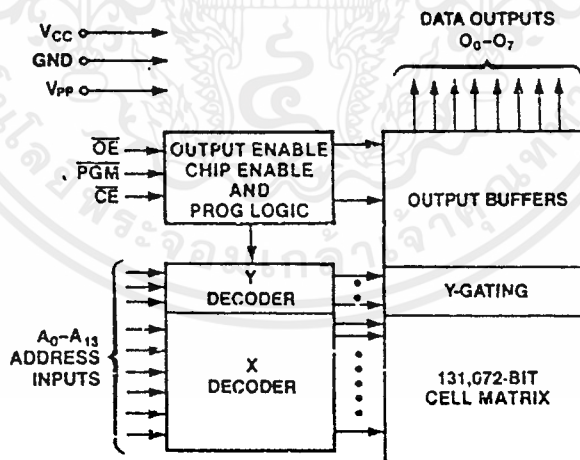 VCC
GND
VPP
DATA OUTPUTS
O0–O7
OE
PGM
CE
OUTPUT ENABLE
CHIP ENABLE
AND
PROG LOGIC
OUTPUT BUFFERS
Y
DECODER
Y-GATING
A0–A13
ADDRESS
INPUTS
X
DECODER
131,072-BIT
CELL MATRIX